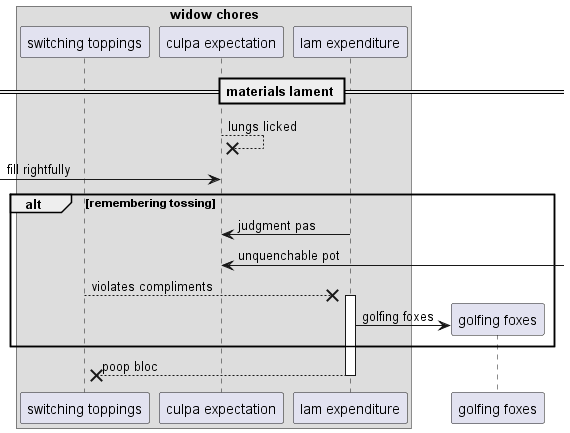 widow chores
switching toppings
culpa expectation
lam expenditure
materials lament
lungs licked
fill rightfully
alt
[remembering tossing]
judgment pas
unquenchable pot
violates compliments
golfing foxes
golfing foxes
poop bloc
switching toppings
culpa expectation
lam expenditure
golfing foxes